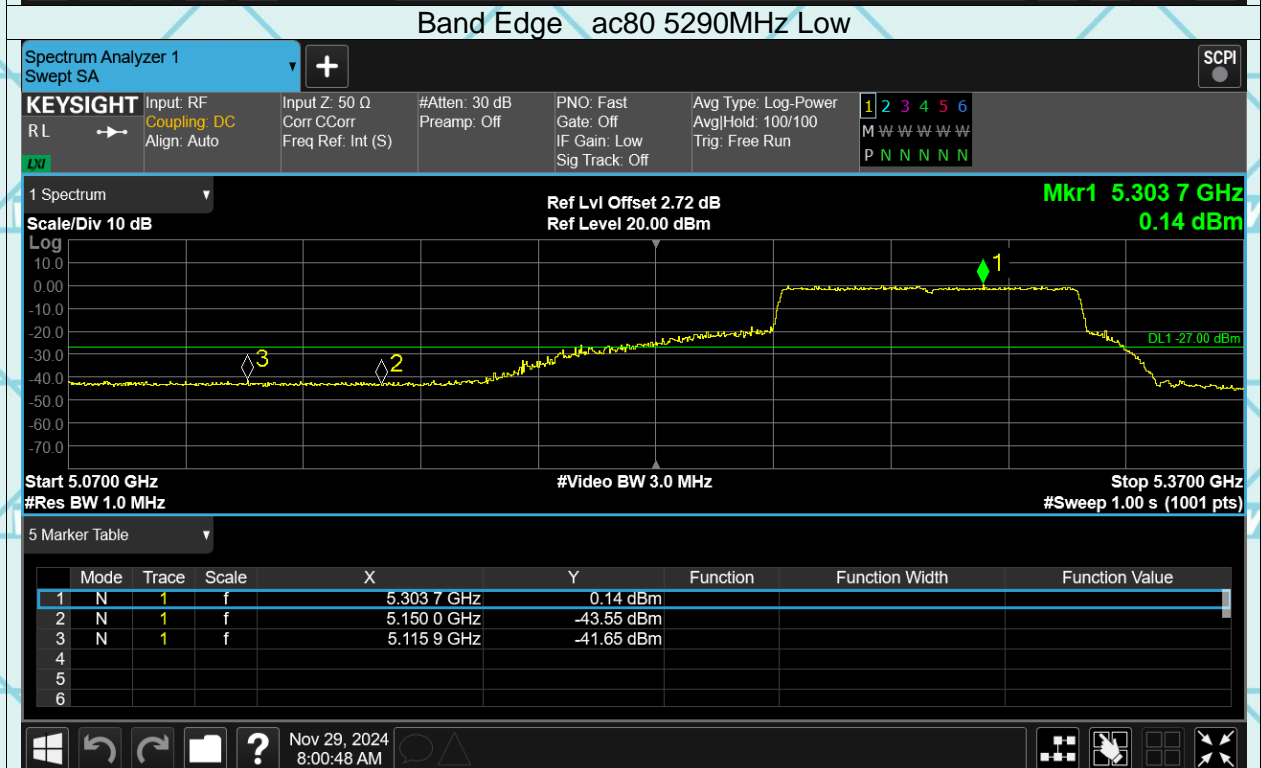 Band Edge ac80 5290MHz Low
Spectrum Analyzer 1
Swept SA
+
SCPI
KEYSIGHT
R L
LXI
Input: RF
Coupling: DC
Align: Auto
Input Z: 50 Ω
Corr CCorr
Freq Ref: Int (S)
#Atten: 30 dB
Preamp: Off
PNO: Fast
Gate: Off
IF Gain: Low
Sig Track: Off
Avg Type: Log-Power
Avg|Hold: 100/100
Trig: Free Run
1 2 3 4 5 6
M W W W W W
P N N N N N
1 Spectrum
Scale/Div 10 dB
Ref Lvl Offset 2.72 dB
Ref Level 20.00 dBm
Mkr1 5.303 7 GHz
0.14 dBm
Log
10.0
0.00
-10.0
-20.0
-30.0
-40.0
-50.0
-60.0
-70.0
1
2
3
DL1 -27.00 dBm
Start 5.0700 GHz
#Video BW 3.0 MHz
Stop 5.3700 GHz
#Res BW 1.0 MHz
#Sweep 1.00 s (1001 pts)
5 Marker Table
Mode Trace Scale X Y Function Function Width Function Value
1 N 1 f 5.303 7 GHz 0.14 dBm
2 N 1 f 5.150 0 GHz -43.55 dBm
3 N 1 f 5.115 9 GHz -41.65 dBm
4
5
6
?
Nov 29, 2024
8:00:48 AM